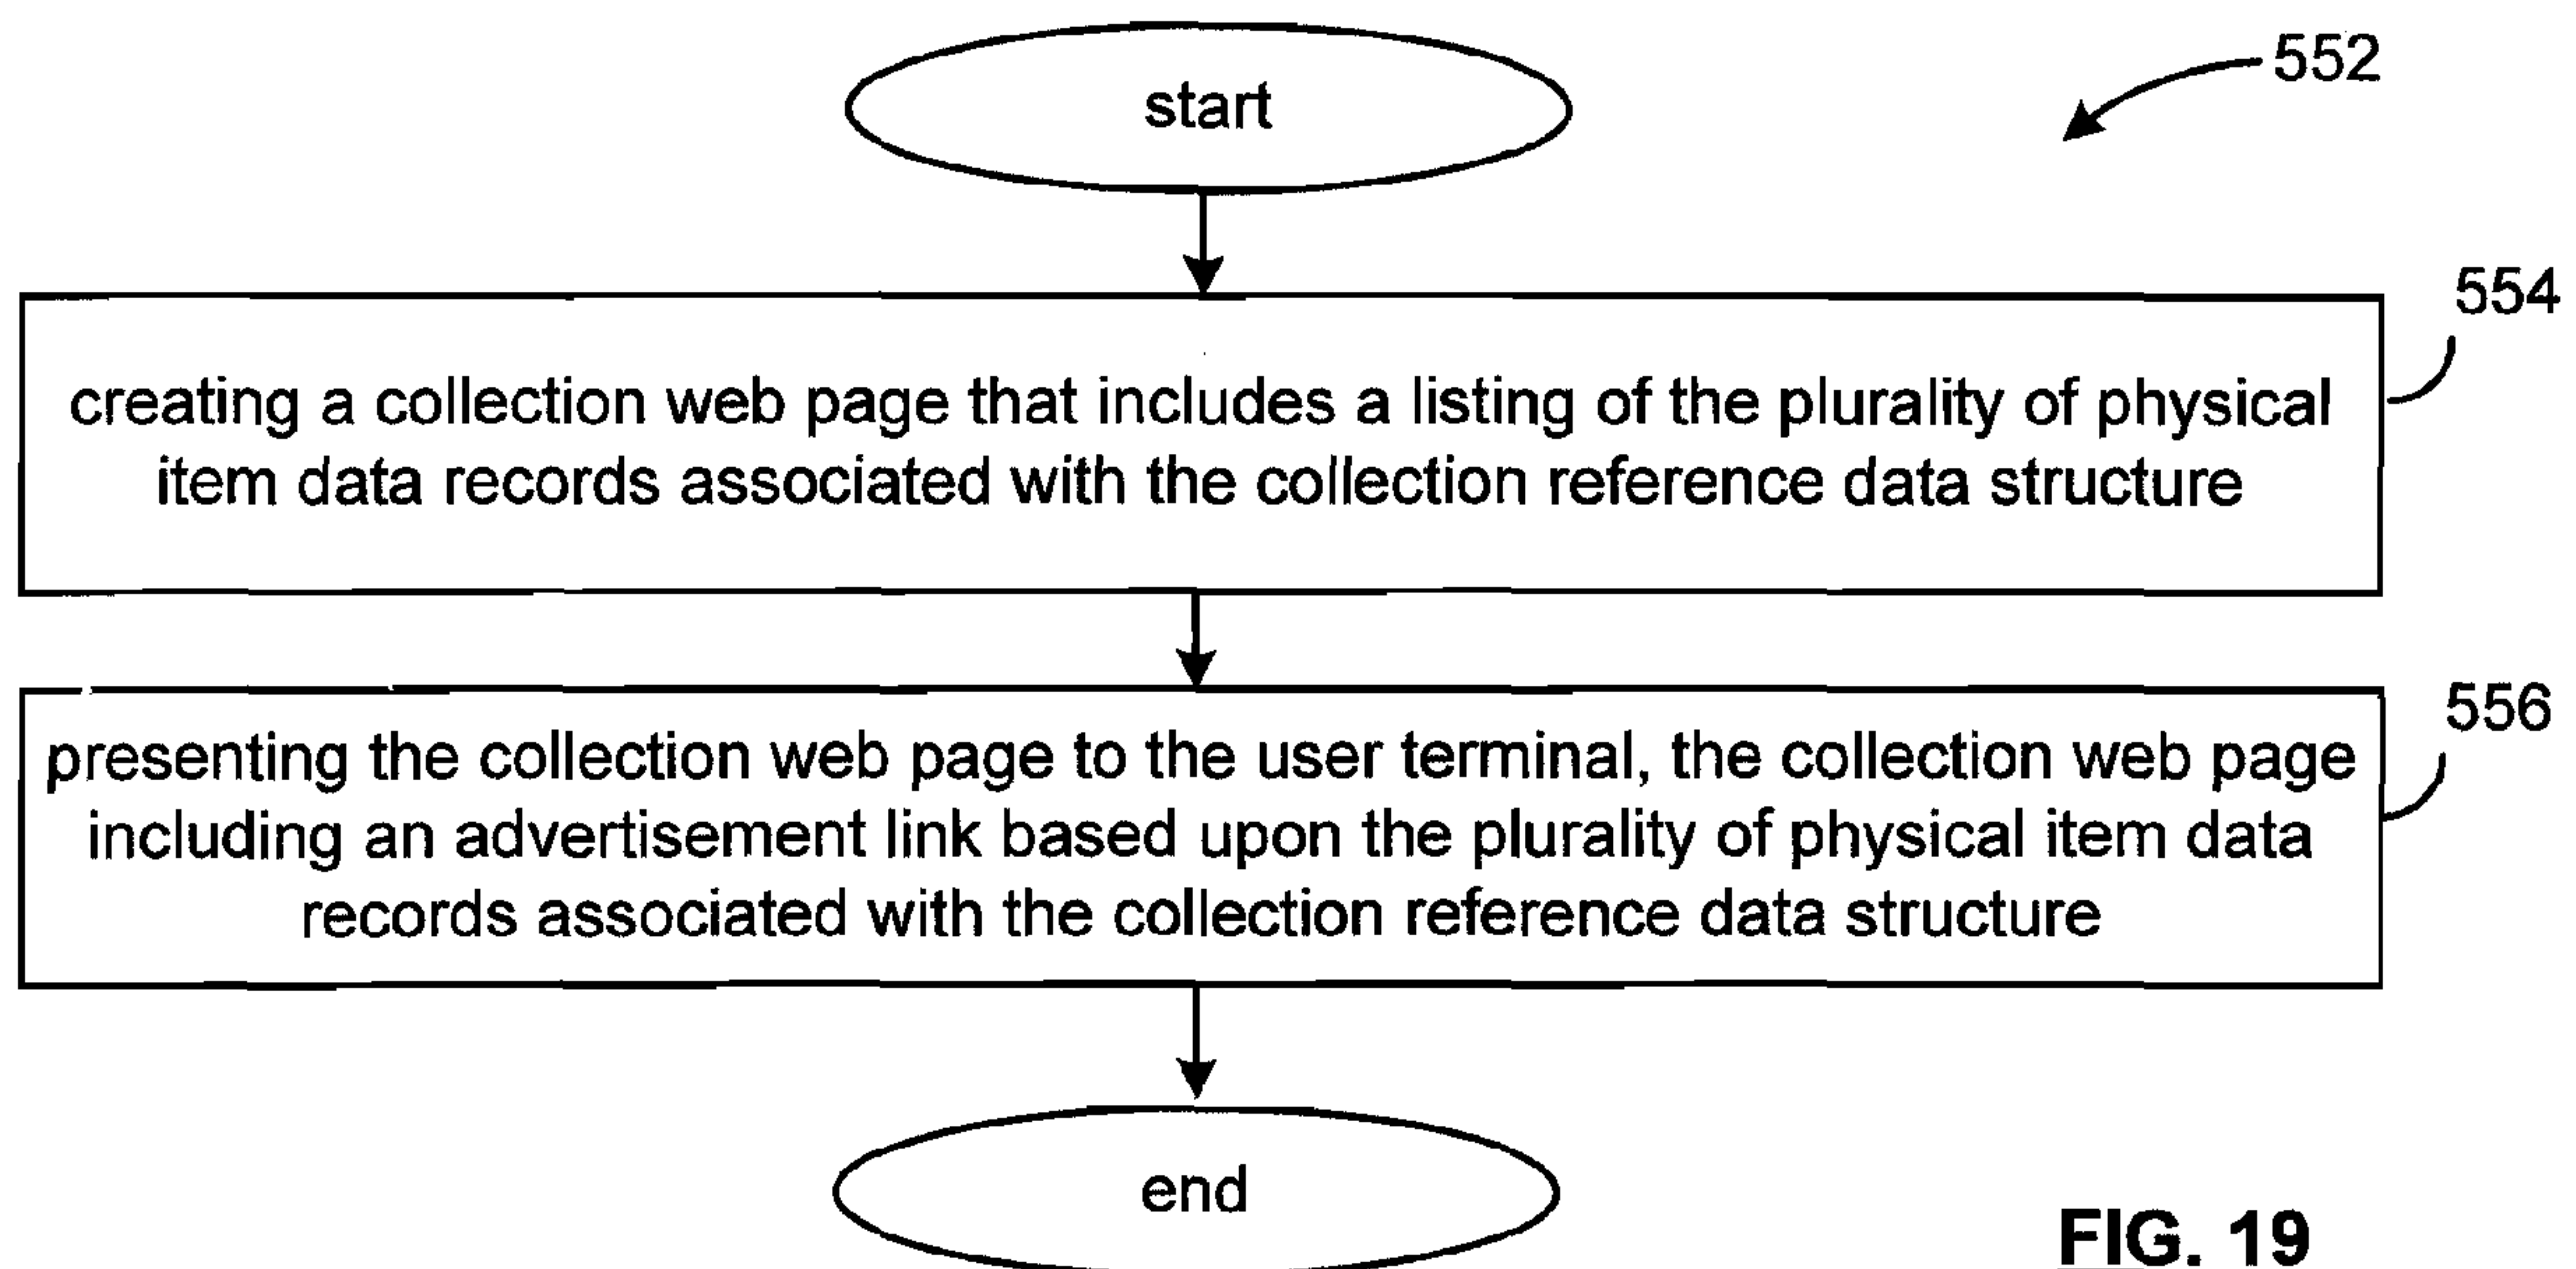 start
552
554
creating a collection web page that includes a listing of the plurality of physical
item data records associated with the collection reference data structure
556
presenting the collection web page to the user terminal, the collection web page
including an advertisement link based upon the plurality of physical item data
records associated with the collection reference data structure
end
FIG. 19